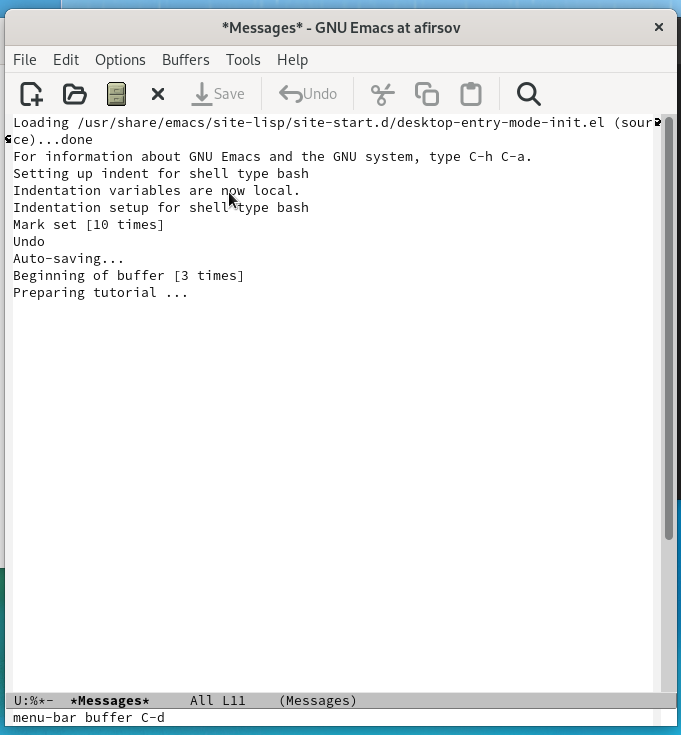 *Messages* - GNU Emacs at afirsov
File Edit Options Buffers Tools Help
Save Undo
Loading /usr/share/emacs/site-lisp/site-start.d/desktop-entry-mode-init.el (sour
ce)...done
For information about GNU Emacs and the GNU system, type C-h C-a.
Setting up indent for shell type bash
Indentation variables are now local.
Indentation setup for shell type bash
Mark set [10 times]
Undo
Auto-saving...
Beginning of buffer [3 times]
Preparing tutorial ...
U:%*-  *Messages*     All L11    (Messages)
menu-bar buffer C-d